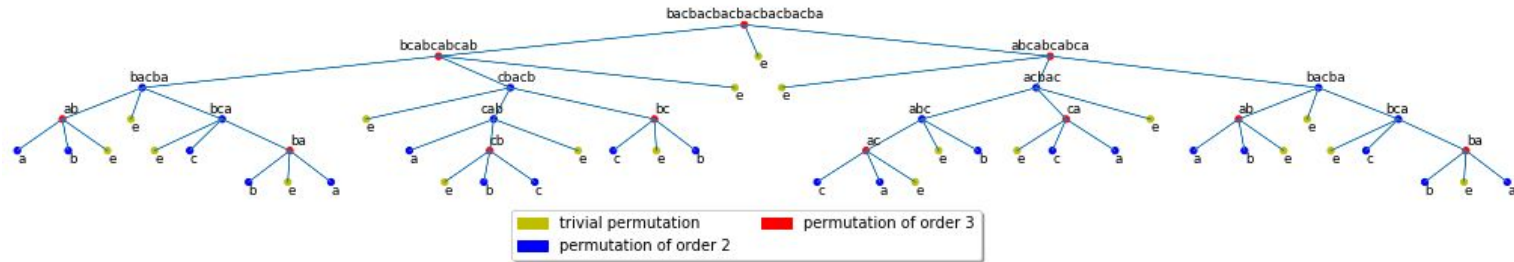 bacbacbacbacbacbacba
bcabcabcab abcabcabca
e
bacba cbacb acbac bacba
e e
ab bca cab bc abc ca ab bca
e e e e
ba cb ac ba
a b e e c a e c e b e b e c a a b e e c
b e a e b c c a e b e a
trivial permutation permutation of order 3
permutation of order 2